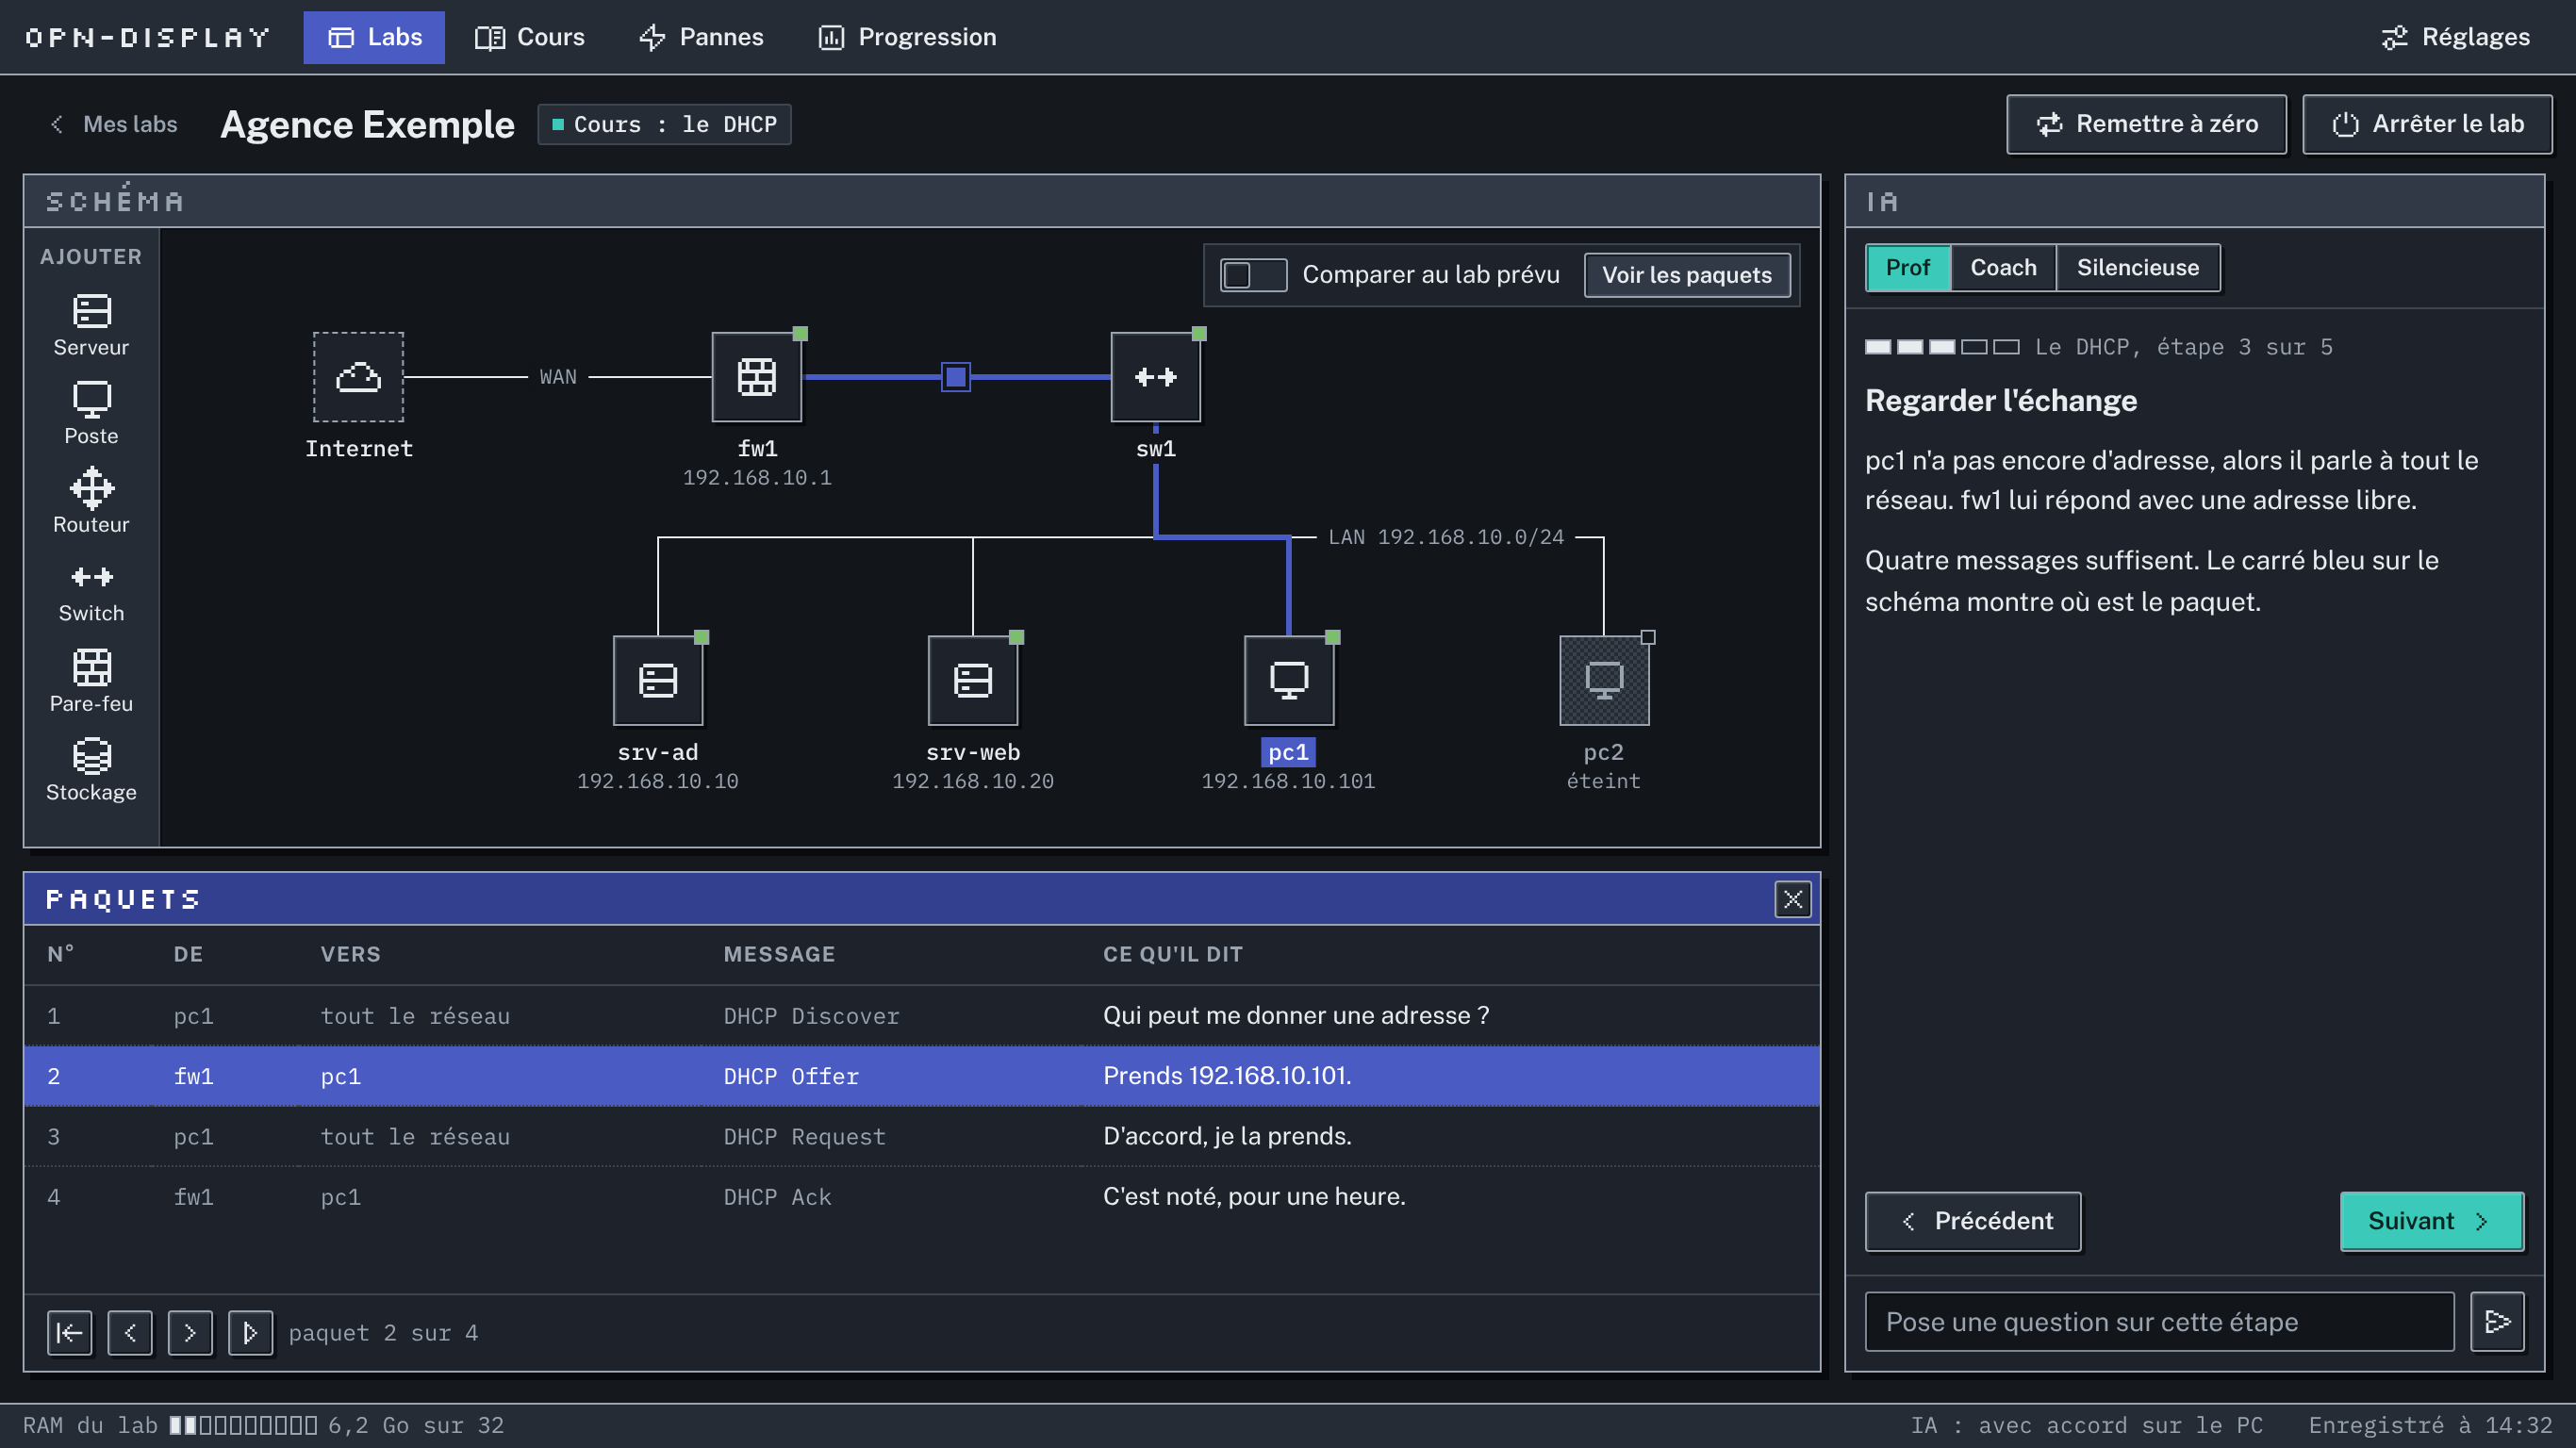 OPN-DISPLAY
Labs
Cours
Pannes
Progression
Réglages
Mes labs
Agence Exemple
Cours : le DHCP
Remettre à zéro
Arrêter le lab
SCHÉMA
AJOUTER
Serveur
Poste
Routeur
Switch
Pare-feu
Stockage
Comparer au lab prévu
Voir les paquets
Internet
WAN
fw1
192.168.10.1
sw1
LAN 192.168.10.0/24
srv-ad
192.168.10.10
srv-web
192.168.10.20
pc1
192.168.10.101
pc2
éteint
PAQUETS
N° DE VERS MESSAGE CE QU'IL DIT
1 pc1 tout le réseau DHCP Discover Qui peut me donner une adresse ?
2 fw1 pc1 DHCP Offer Prends 192.168.10.101.
3 pc1 tout le réseau DHCP Request D'accord, je la prends.
4 fw1 pc1 DHCP Ack C'est noté, pour une heure.
paquet 2 sur 4
IA
Prof
Coach
Silencieuse
Le DHCP, étape 3 sur 5
Regarder l'échange
pc1 n'a pas encore d'adresse, alors il parle à tout le
réseau. fw1 lui répond avec une adresse libre.
Quatre messages suffisent. Le carré bleu sur le
schéma montre où est le paquet.
Précédent
Suivant
Pose une question sur cette étape
RAM du lab 6,2 Go sur 32
IA : avec accord sur le PC
Enregistré à 14:32